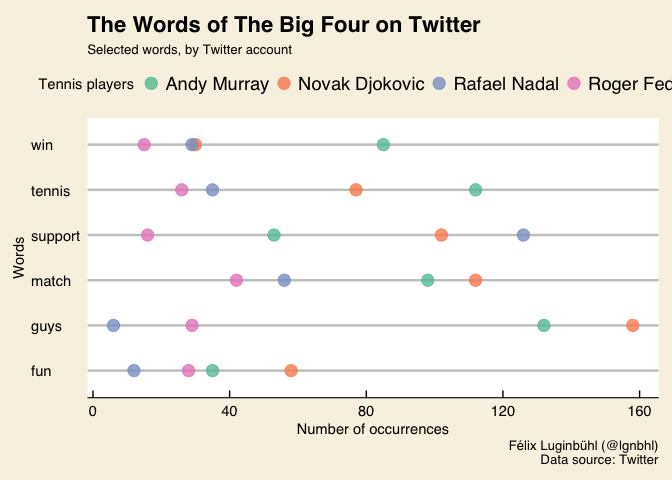 The Words of The Big Four on Twitter
Selected words, by Twitter account
Tennis players Andy Murray Novak Djokovic Rafael Nadal Roger Fed
win
tennis
support
match
guys
fun
Words
0 40 80 120 160
Number of occurrences
Félix Luginbühl (@lgnbhl)
Data source: Twitter